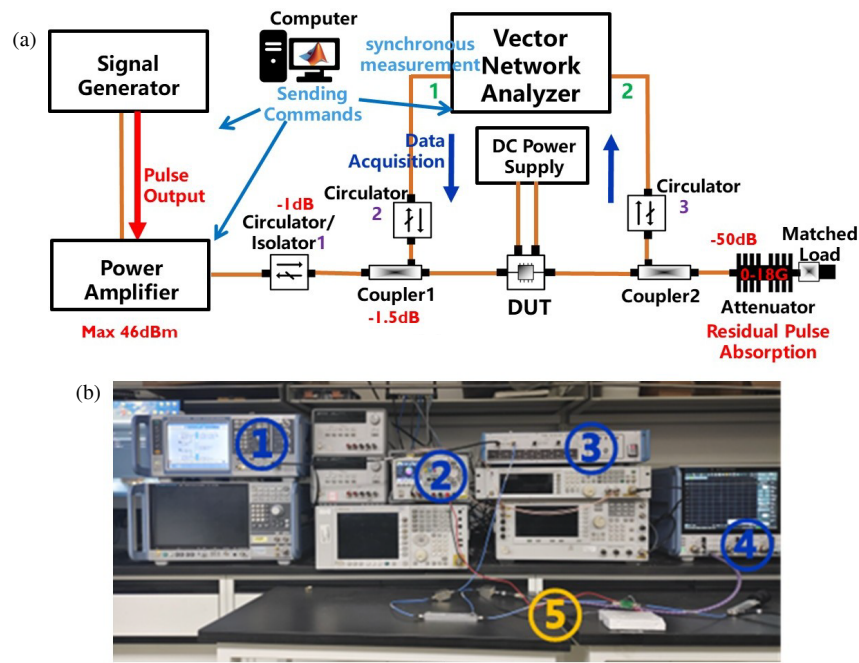 (a)
Computer
Signal
Generator
synchronous
measurement
Vector
Network
Analyzer
1
2
Sending
Commands
Pulse
Output
Data
Acquisition
DC Power
Supply
Circulator
2
Circulator
3
-1dB
Circulator/
Isolator1
-50dB
Matched
Load
Power
Amplifier
0-18G
Coupler1
DUT
Coupler2
Attenuator
Max 46dBm
-1.5dB
Residual Pulse
Absorption
(b)
1
2
3
4
5